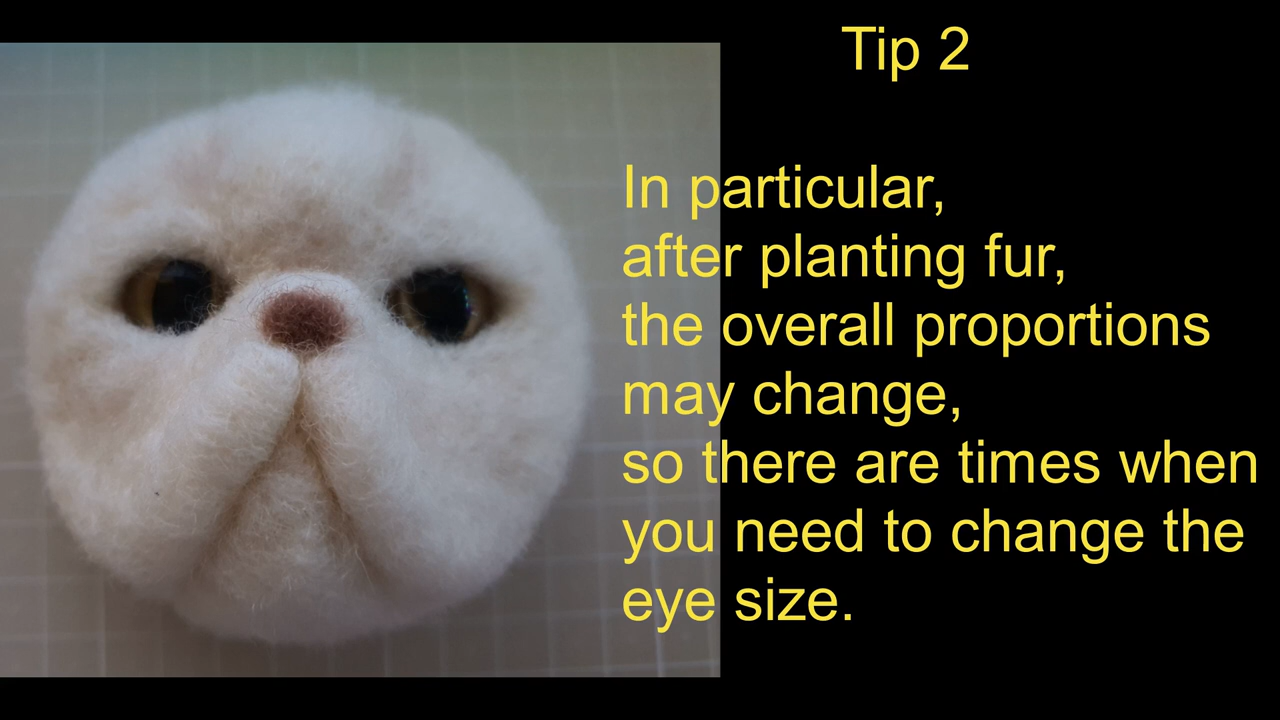 Tip 2
In particular,
after planting fur,
the overall proportions
may change,
so there are times when
you need to change the
eye size.